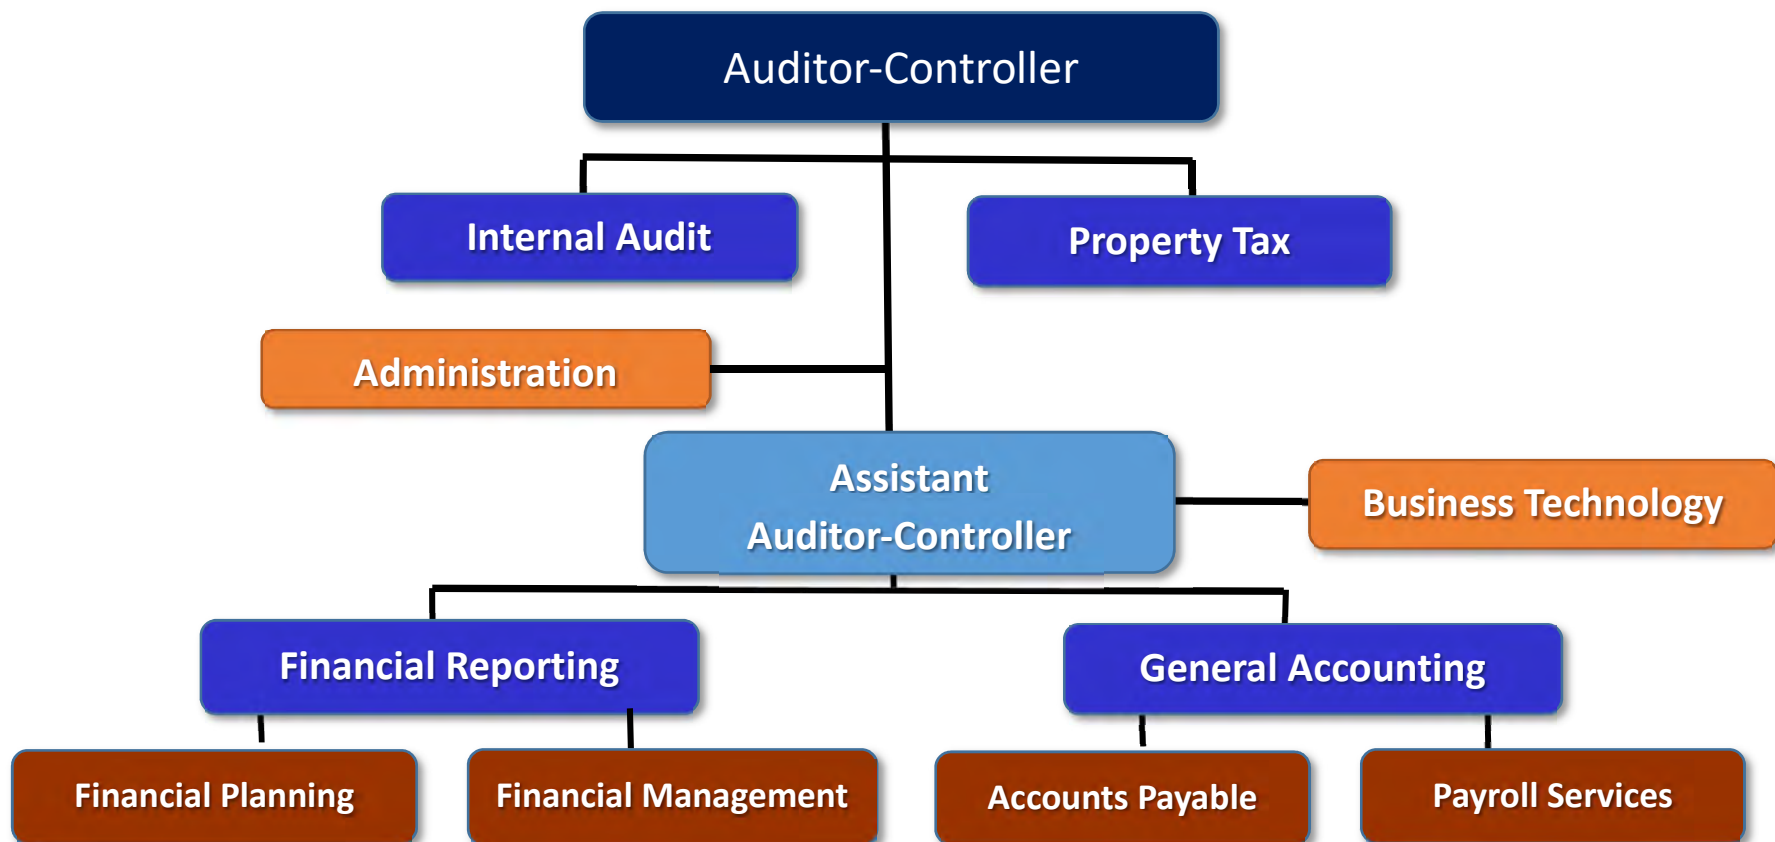 Auditor-Controller
Internal Audit
Property Tax
Administration
Assistant
Auditor-Controller
Business Technology
Financial Reporting
General Accounting
Financial Planning
Financial Management
Accounts Payable
Payroll Services